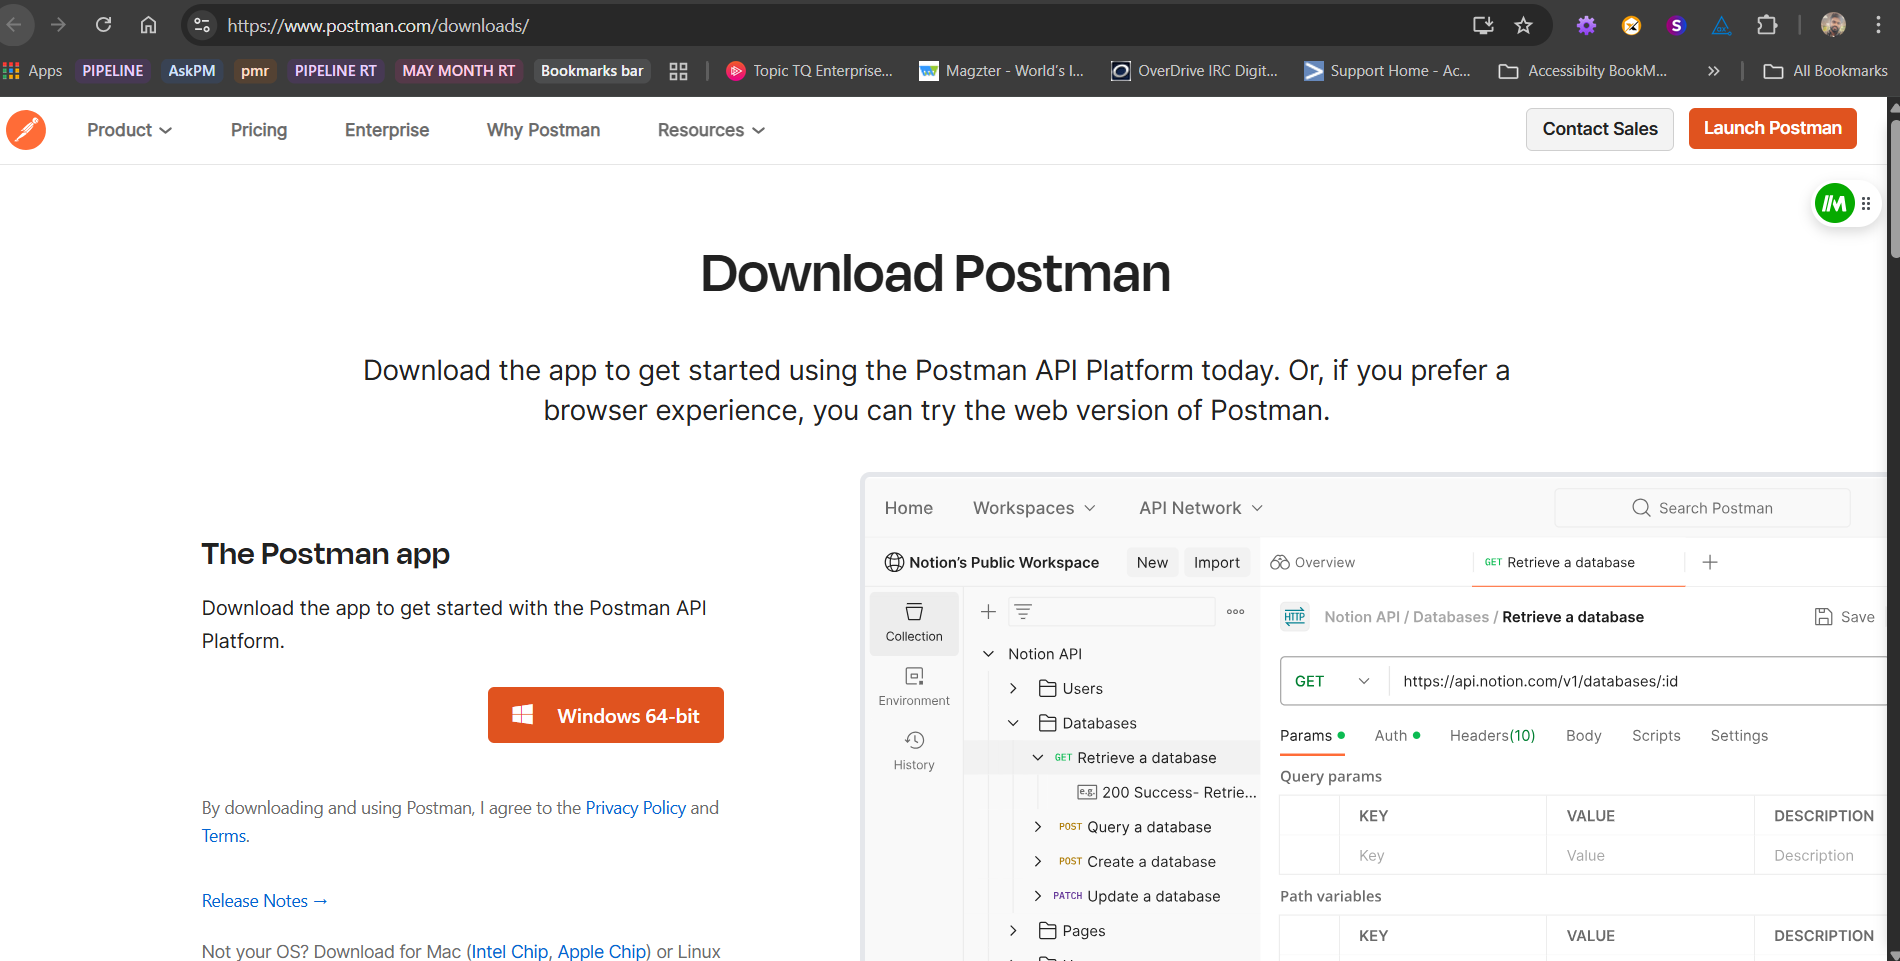 https://www.postman.com/downloads/
Apps
PIPELINE
AskPM
pmr
PIPELINE RT
MAY MONTH RT
Bookmarks bar
Topic TQ Enterprise...
Magzter - World's l...
OverDrive IRC Digit...
Support Home - Ac...
Accessibilty BookM...
All Bookmarks
Product
Pricing
Enterprise
Why Postman
Resources
Contact Sales
Launch Postman
Download Postman
Download the app to get started using the Postman API Platform today. Or, if you prefer a
browser experience, you can try the web version of Postman.
The Postman app
Download the app to get started with the Postman API
Platform.
Windows 64-bit
By downloading and using Postman, I agree to the Privacy Policy and
Terms.
Release Notes →
Not your OS? Download for Mac (Intel Chip, Apple Chip) or Linux
Home
Workspaces
API Network
Search Postman
Notion's Public Workspace
New
Import
Overview
GET Retrieve a database
Collection
Environment
History
Notion API
Users
Databases
GET Retrieve a database
e.g. 200 Success- Retrie...
POST Query a database
POST Create a database
PATCH Update a database
Pages
HTTP
Notion API / Databases / Retrieve a database
Save
GET
https://api.notion.com/v1/databases/:id
Params
Auth
Headers(10)
Body
Scripts
Settings
Query params
KEY VALUE DESCRIPTION
Key Value Description
Path variables
KEY VALUE DESCRIPTION